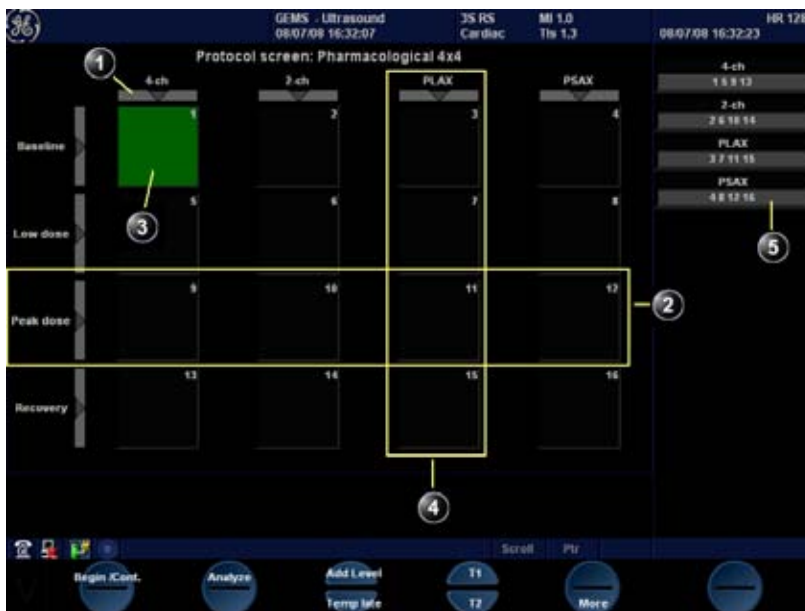 GEMS - Ultrasound 3S RS MI 1.0 HR 128
08/07/08 16:32:07 Cardiac TIs 1.3 08/07/08 16:32:23
Protocol screen: Pharmacological 4x4
1
4-ch 2-ch PLAX PSAX
4-ch
1 5 9 13
2-ch
2 6 10 14
PLAX
3 7 11 15
PSAX
4 8 12 16
Baseline 1 2 3 4
3
5
Low dose 5 6 7 8
Peak dose 9 10 11 12
2
Recovery 13 14 15 16
4
Scroll Ptr
Begin /Cont. Analyze Add Level T1
Temp late T2 More